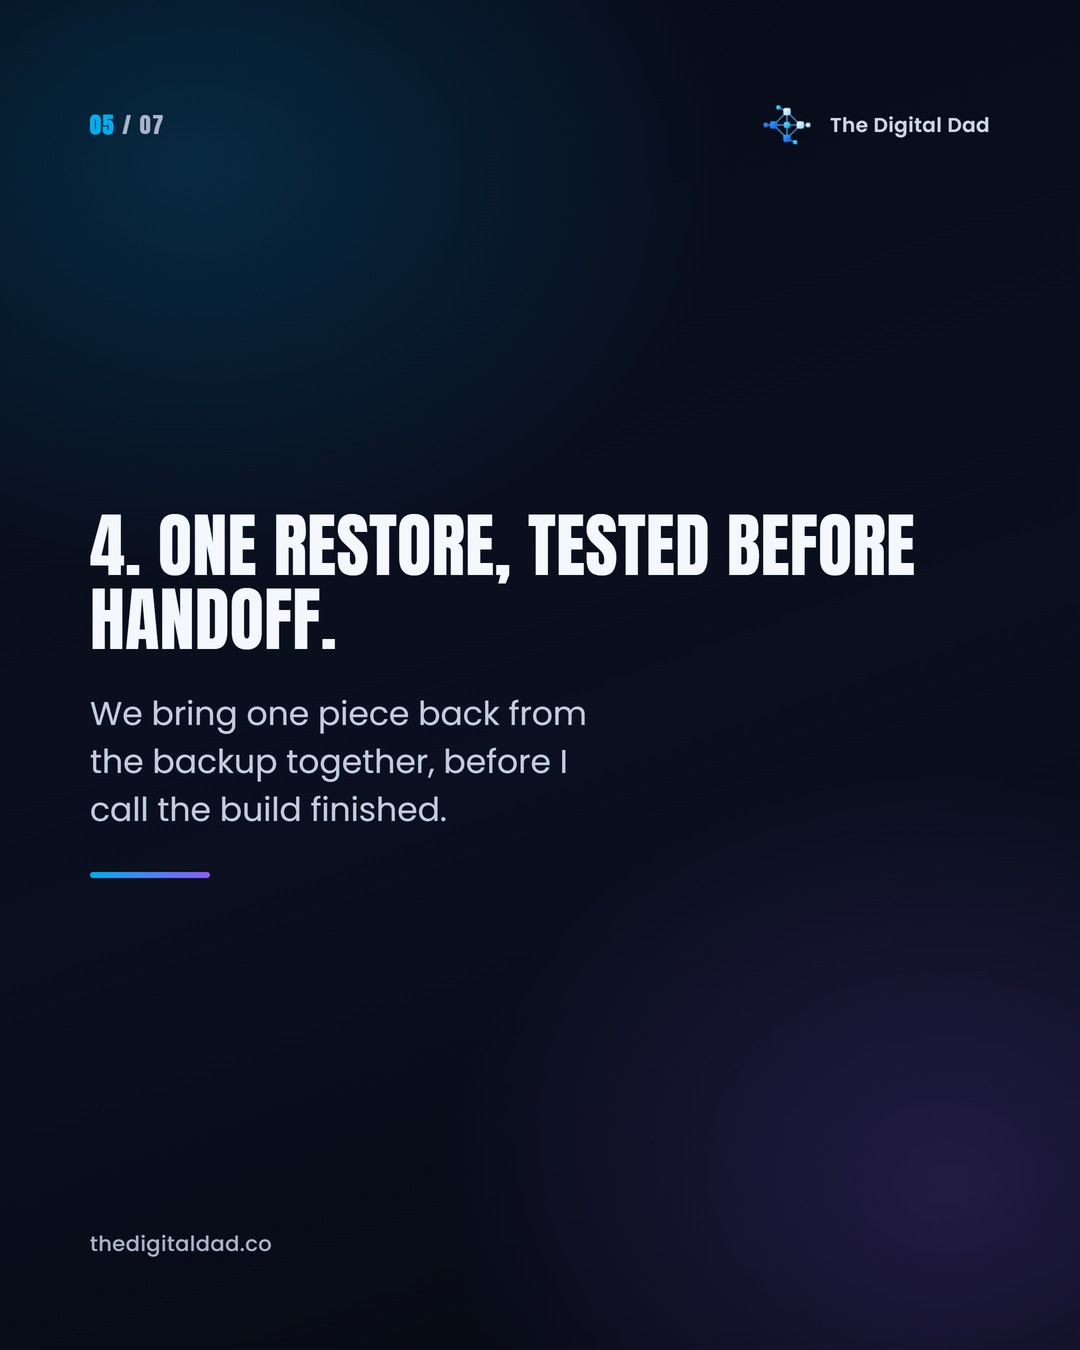 05 / 07
The Digital Dad
4. ONE RESTORE, TESTED BEFORE
HANDOFF.
We bring one piece back from
the backup together, before I
call the build finished.
thedigitaldad.co